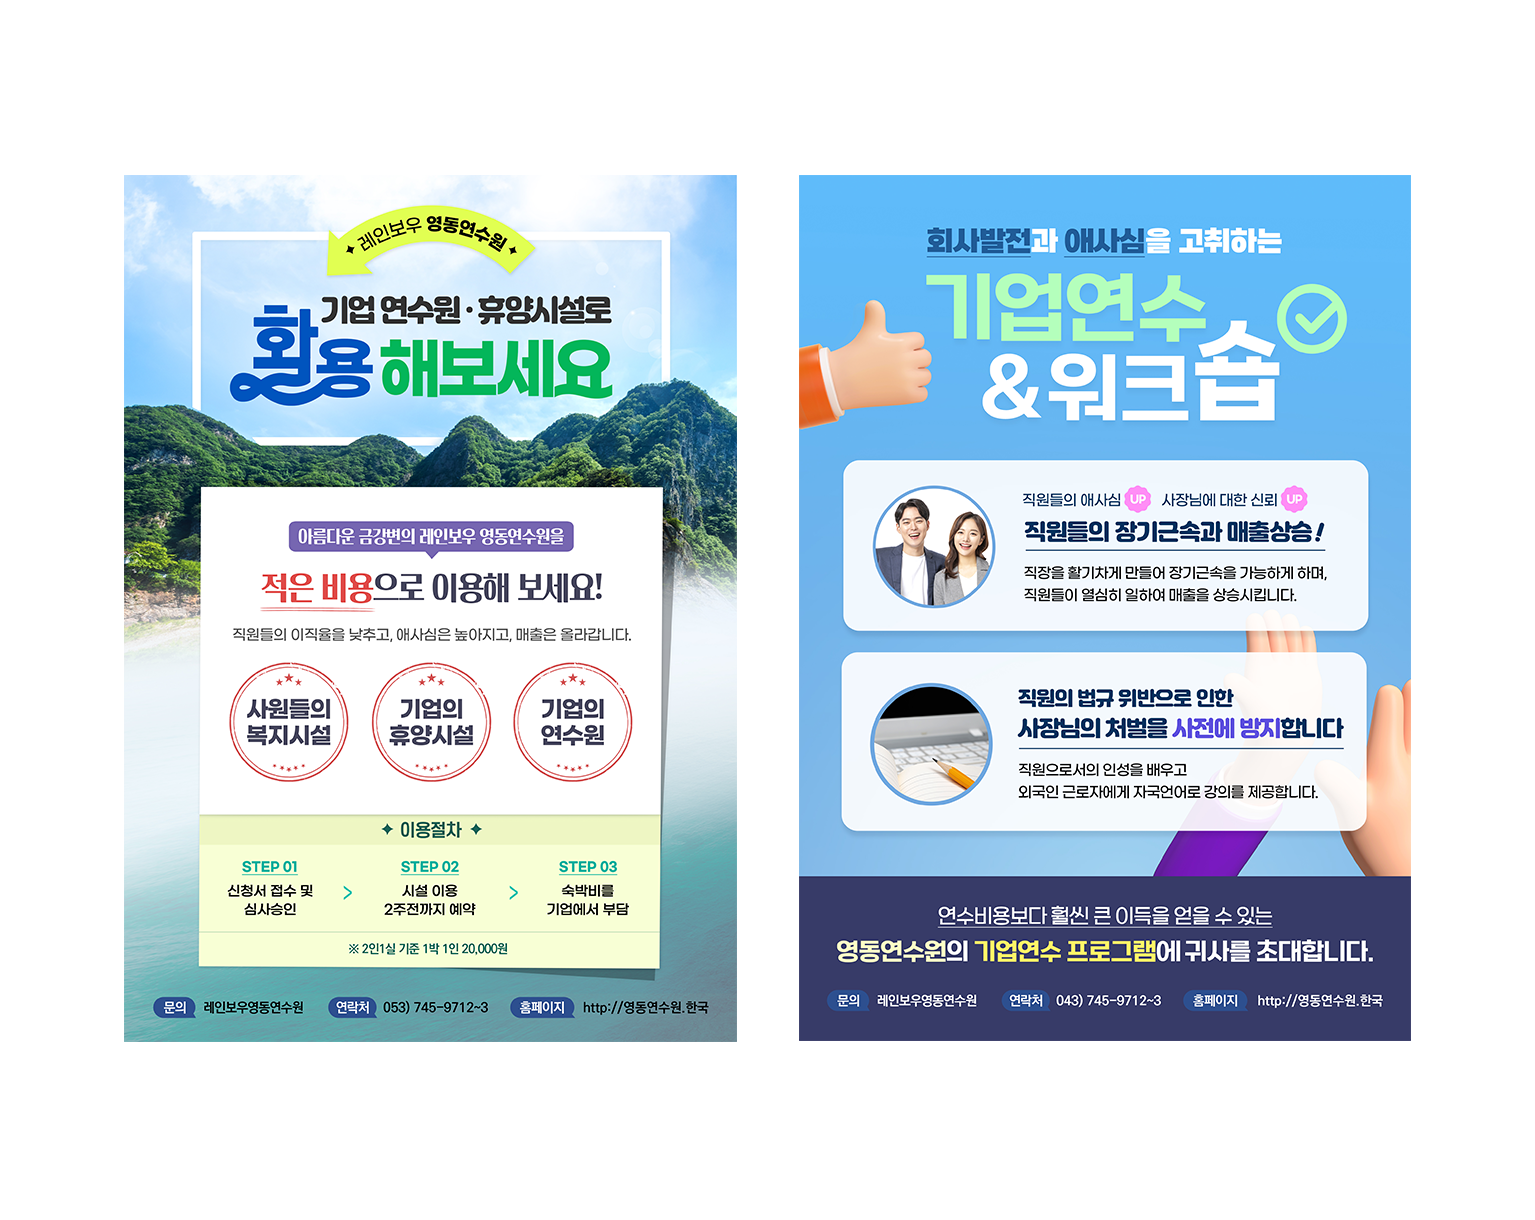 레인보우 영동연수원
기업 연수원·휴양시설로
활용 해보세요
아름다운 금강변의 레인보우 영동연수원을
적은 비용으로 이용해 보세요!
직원들의 이직율을 낮추고, 애사심은 높아지고, 매출은 올라갑니다.
사원들의
복지시설
기업의
휴양시설
기업의
연수원
이용절차
STEP 01
신청서 접수 및
심사승인
>
STEP 02
시설 이용
2주전까지 예약
>
STEP 03
숙박비를
기업에서 부담
※ 2인1실 기준 1박 1인 20,000원
문의 레인보우영동연수원 연락처 053) 745-9712~3 홈페이지 http://영동연수원.한국
회사발전과 애사심을 고취하는
기업연수
&워크숍
직원들의 애사심 UP 사장님에 대한 신뢰 UP
직원들의 장기근속과 매출상승!
직장을 활기차게 만들어 장기근속을 가능하게 하며,
직원들이 열심히 일하여 매출을 상승시킵니다.
직원의 법규 위반으로 인한
사장님의 처벌을 사전에 방지합니다
직원으로서의 인성을 배우고
외국인 근로자에게 자국언어로 강의를 제공합니다.
연수비용보다 훨씬 큰 이득을 얻을 수 있는
영동연수원의 기업연수 프로그램에 귀사를 초대합니다.
문의 레인보우영동연수원 연락처 043) 745-9712~3 홈페이지 http://영동연수원.한국